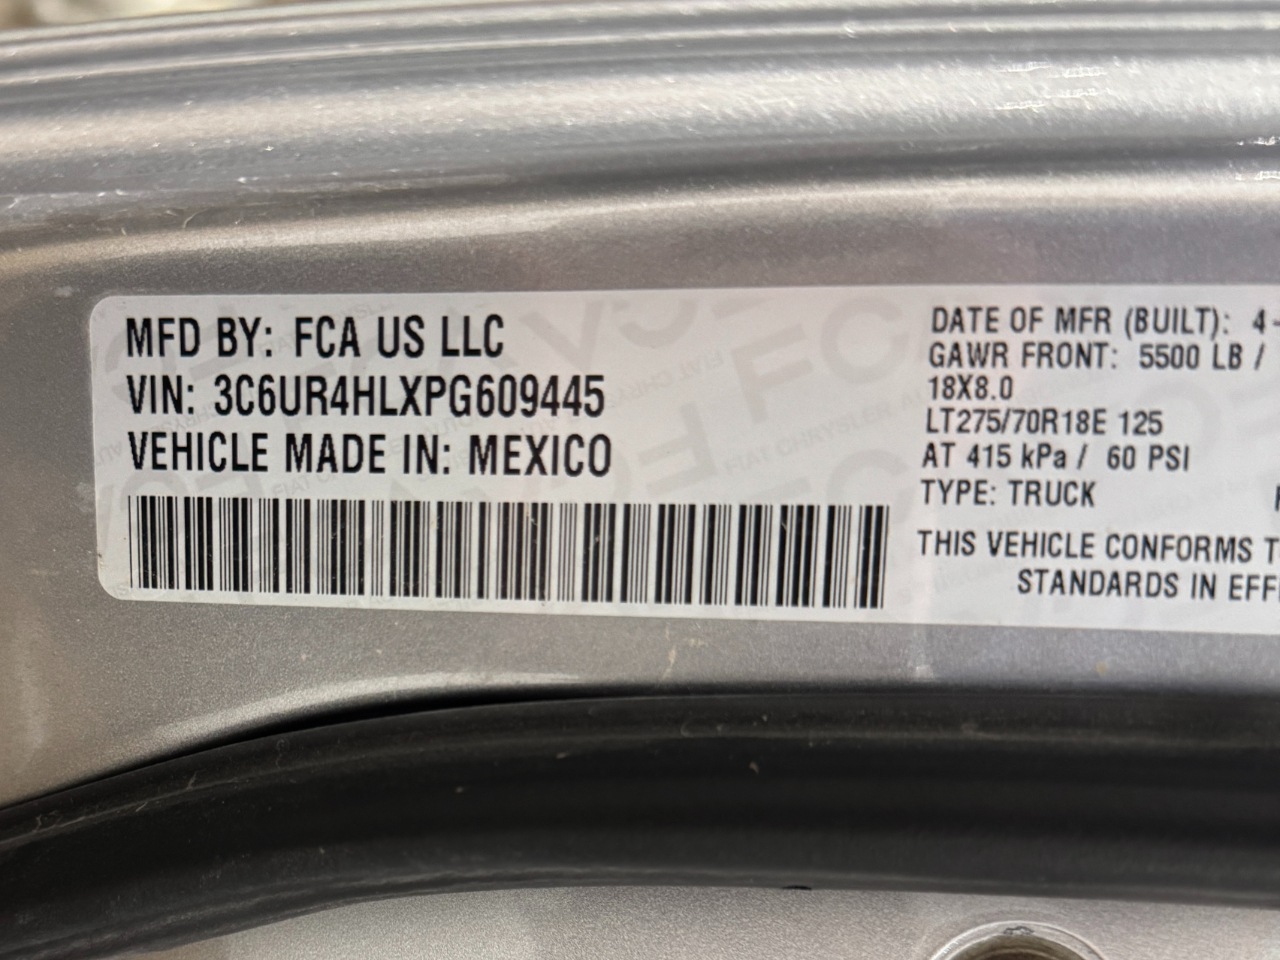 MFD BY: FCA US LLC
VIN: 3C6UR4HLXPG609445
VEHICLE MADE IN: MEXICO
DATE OF MFR (BUILT): 4-
GAWR FRONT: 5500 LB /
18X8.0
LT275/70R18E 125
AT 415 kPa / 60 PSI
TYPE: TRUCK
THIS VEHICLE CONFORMS T
STANDARDS IN EFF